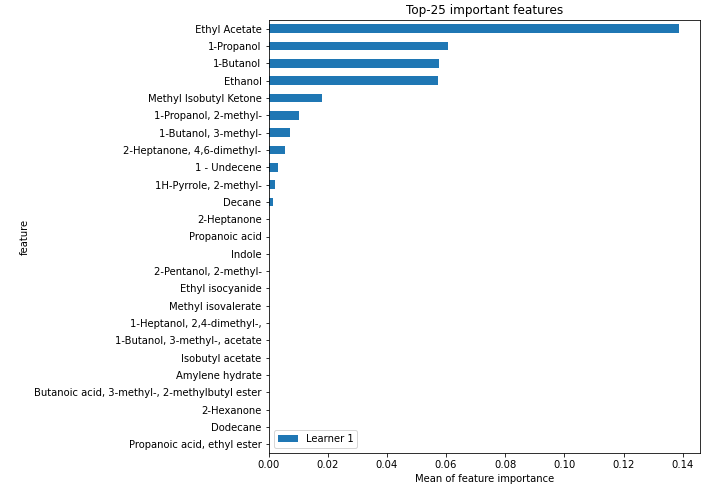 Top-25 important features
Ethyl Acetate
1-Propanol
1-Butanol
Ethanol
Methyl Isobutyl Ketone
1-Propanol, 2-methyl-
1-Butanol, 3-methyl-
2-Heptanone, 4,6-dimethyl-
1 - Undecene
1H-Pyrrole, 2-methyl-
Decane
2-Heptanone
Propanoic acid
Indole
2-Pentanol, 2-methyl-
Ethyl isocyanide
Methyl isovalerate
1-Heptanol, 2,4-dimethyl-,
1-Butanol, 3-methyl-, acetate
Isobutyl acetate
Amylene hydrate
Butanoic acid, 3-methyl-, 2-methylbutyl ester
2-Hexanone
Dodecane
Propanoic acid, ethyl ester
feature
Learner 1
0.00 0.02 0.04 0.06 0.08 0.10 0.12 0.14
Mean of feature importance